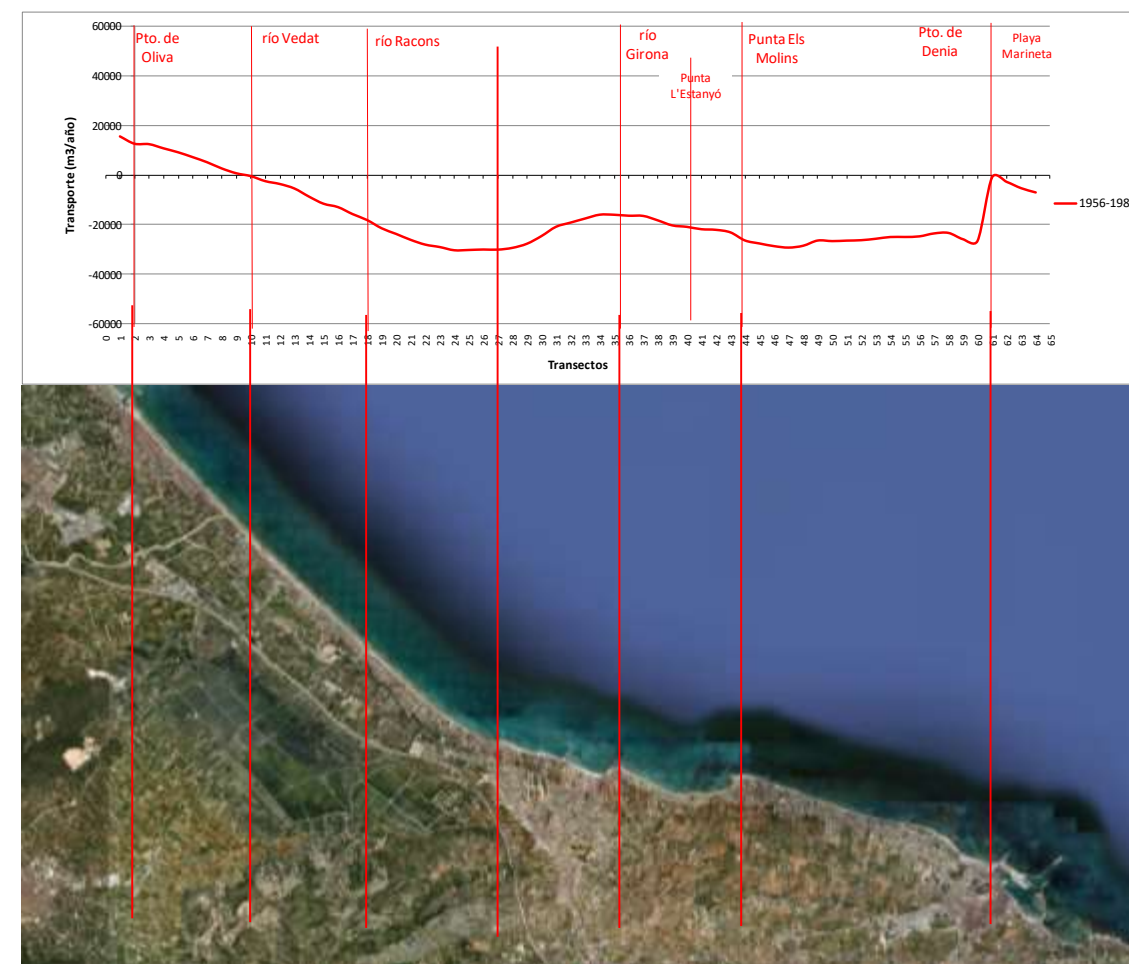 60000
40000
20000
0
-20000
-40000
-60000
Transporte (m3/año)
Pto. de
Oliva
río Vedat
río Racons
río
Girona
Punta
L'Estanyó
Punta Els
Molins
Pto. de
Denia
Playa
Marineta
1956-198
0 1 2 3 4 5 6 7 8 9 10 11 12 13 14 15 16 17 18 19 20 21 22 23 24 25 26 27 28 29 30 31 32 33 34 35 36 37 38 39 40 41 42 43 44 45 46 47 48 49 50 51 52 53 54 55 56 57 58 59 60 61 62 63 64 65
Transectos